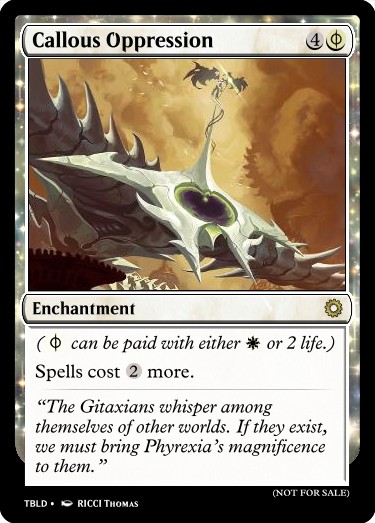 Callous Oppression 4
Enchantment
( can be paid with either or 2 life.)
Spells cost 2 more.
“The Gitaxians whisper among
themselves of other worlds. If they exist,
we must bring Phyrexia's magnificence
to them.”
(NOT FOR SALE)
TBLD • RICCI THOMAS